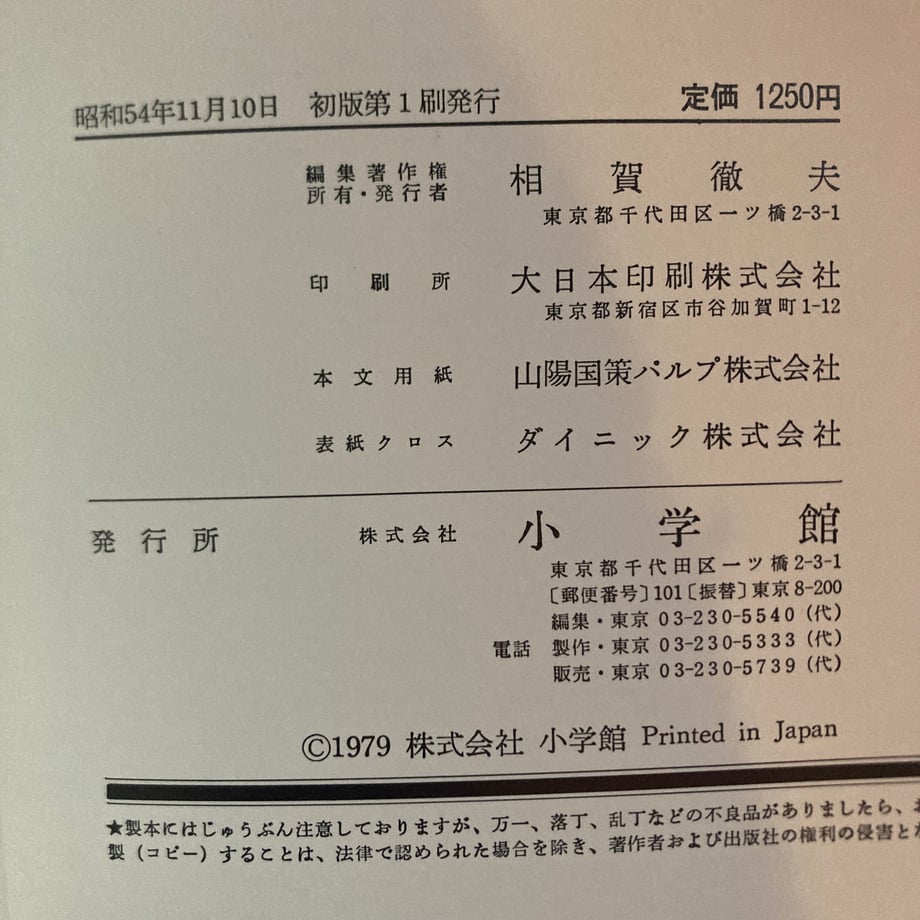 昭和54年11月10日 初版第1刷発行 定価 1250円
編集著作権
所有・発行者 相賀徹夫
東京都千代田区一ツ橋2-3-1
印刷所 大日本印刷株式会社
東京都新宿区市谷加賀町1-12
本文用紙 山陽国策パルプ株式会社
表紙クロス ダイニック株式会社
発行所 株式会社 小学館
東京都千代田区一ツ橋2-3-1
〔郵便番号〕101〔振替〕東京8-200
編集・東京 03-230-5540（代）
電話 製作・東京 03-230-5333（代）
販売・東京 03-230-5739（代）
©1979 株式会社 小学館 Printed in Japan
★製本にはじゅうぶん注意しておりますが、万一、落丁、乱丁などの不良品がありましたら、
製（コピー）することは、法律で認められた場合を除き、著作者および出版社の権利の侵害と